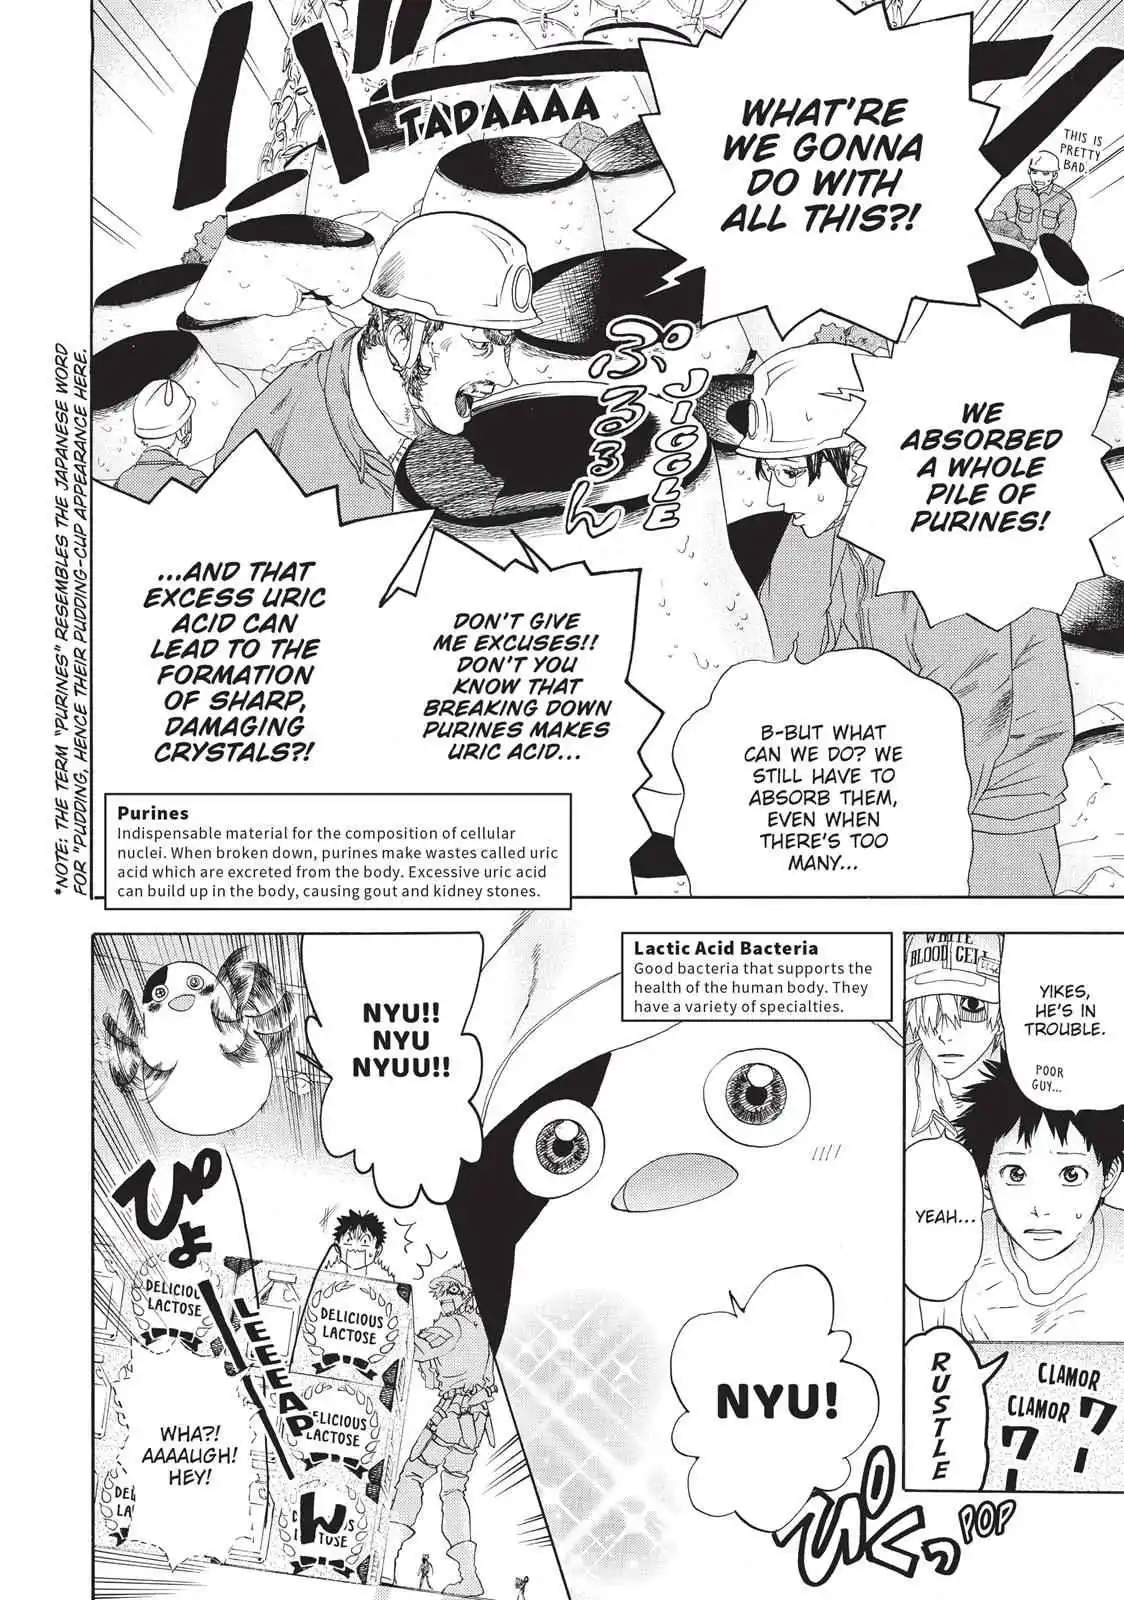 バーン
TADAAAA
WHAT'RE
WE GONNA
DO WITH
ALL THIS?!
THIS IS
PRETTY
BAD.
ぷるるん
JIGGLE
WE
ABSORBED
A WHOLE
PILE OF
PURINES!
DON'T GIVE
ME EXCUSES!!
DON'T YOU
KNOW THAT
BREAKING DOWN
PURINES MAKES
URIC ACID...
...AND THAT
EXCESS URIC
ACID CAN
LEAD TO THE
FORMATION
OF SHARP,
DAMAGING
CRYSTALS?!
B-BUT WHAT
CAN WE DO? WE
STILL HAVE TO
ABSORB THEM,
EVEN WHEN
THERE'S TOO
MANY...
*NOTE: THE TERM "PURINES" RESEMBLES THE JAPANESE WORD
FOR "PUDDING, HENCE THEIR PUDDING-CUP APPEARANCE HERE.
Purines
Indispensable material for the composition of cellular
nuclei. When broken down, purines make wastes called uric
acid which are excreted from the body. Excessive uric acid
can build up in the body, causing gout and kidney stones.
WHITE
BLOOD CELL
YIKES,
HE'S IN
TROUBLE.
POOR
GUY...
YEAH...
RUSTLE
CLAMOR
CLAMOR
ワー
ワー
Lactic Acid Bacteria
Good bacteria that supports the
health of the human body. They
have a variety of specialties.
NYU!
ぴくっ
POP
NYU!!
NYU
NYUU!!
ぴょーーん
LEEEEAP
DELICIOUS
LACTOSE
DELICIOUS
LACTOSE
DELICIOUS
LACTOSE
WHA?!
AAAAUGH!
HEY!